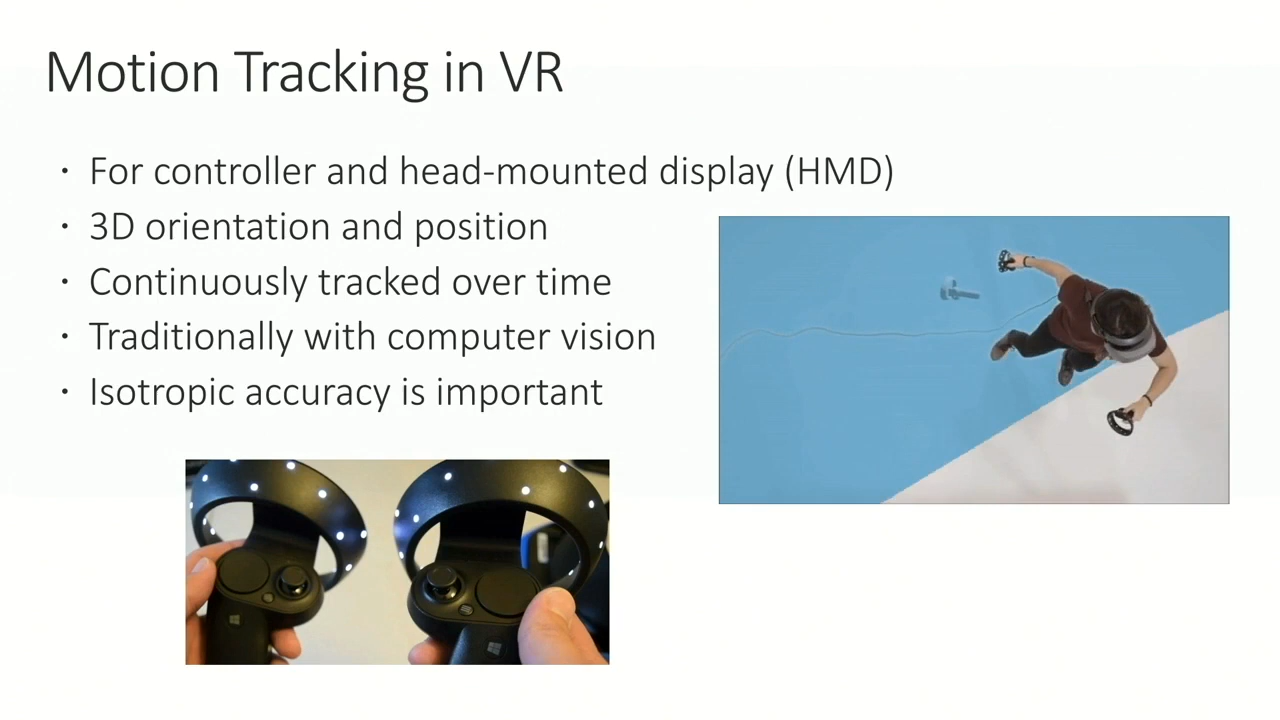 Motion Tracking in VR
· For controller and head-mounted display (HMD)
· 3D orientation and position
· Continuously tracked over time
· Traditionally with computer vision
· Isotropic accuracy is important